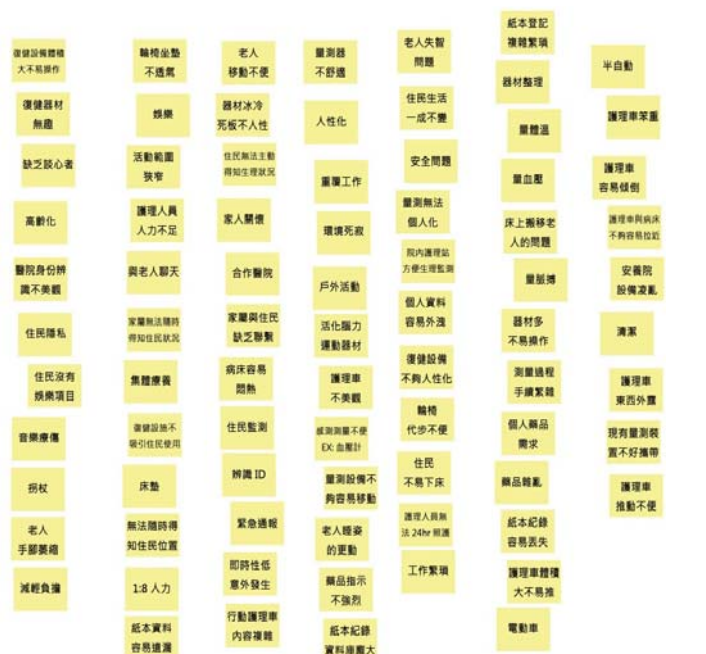 復健設備體積
大不易操作
復健器材
無趣
缺乏談心者
高齡化
醫院身份辨
識不美觀
住民隱私
住民沒有
娛樂項目
音樂療傷
拐杖
老人
手腳萎縮
減輕負擔
輪椅坐墊
不透氣
娛樂
活動範圍
狹窄
護理人員
人力不足
與老人聊天
家屬無法隨時
得知住民狀況
集體療養
復健設施不
吸引住民使用
床墊
無法隨時得
知住民位置
1:8 人力
紙本資料
容易遺漏
老人
移動不便
器材冰冷
死板不人性
住民無法主動
得知生理狀況
家人關懷
合作醫院
家屬與住民
缺乏聯繫
病床容易
悶熱
住民監測
辨識 ID
緊急通報
即時性低
意外發生
行動護理車
內容複雜
量測器
不舒適
人性化
重覆工作
環境死寂
戶外活動
活化腦力
運動器材
護理車
不美觀
感測測量不便
EX: 血壓計
量測設備不
夠容易移動
老人睡姿
的更動
藥品指示
不強烈
紙本紀錄
資料庫龐大
老人失智
問題
住民生活
一成不變
安全問題
量測無法
個人化
院內護理站
方便生理監測
個人資料
容易外洩
復健設備
不夠人性化
輪椅
代步不便
住民
不易下床
護理人員無
法 24hr 照護
工作繁瑣
紙本登記
複雜繁瑣
器材整理
量體溫
量血壓
床上搬移老
人的問題
量脈搏
器材多
不易操作
測量過程
手續繁雜
個人藥品
需求
藥品雜亂
紙本紀錄
容易丟失
護理車體積
大不易推
電動車
半自動
護理車笨重
護理車
容易傾倒
護理車與病床
不夠容易拉近
安養院
設備凌亂
清潔
護理車
東西外露
現有量測裝
置不好攜帶
護理車
推動不便